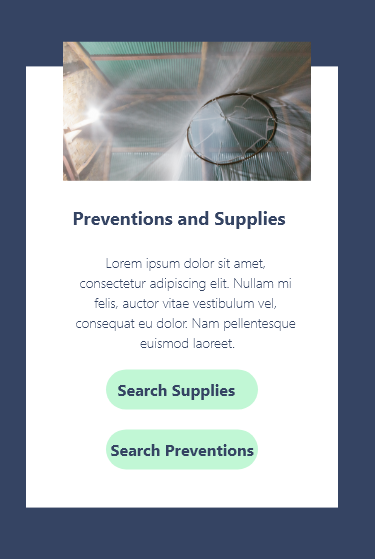 Preventions and Supplies
Lorem ipsum dolor sit amet,
consectetur adipiscing elit. Nullam mi
felis, auctor vitae vestibulum vel,
consequat eu dolor. Nam pellentesque
euismod laoreet.
Search Supplies
Search Preventions